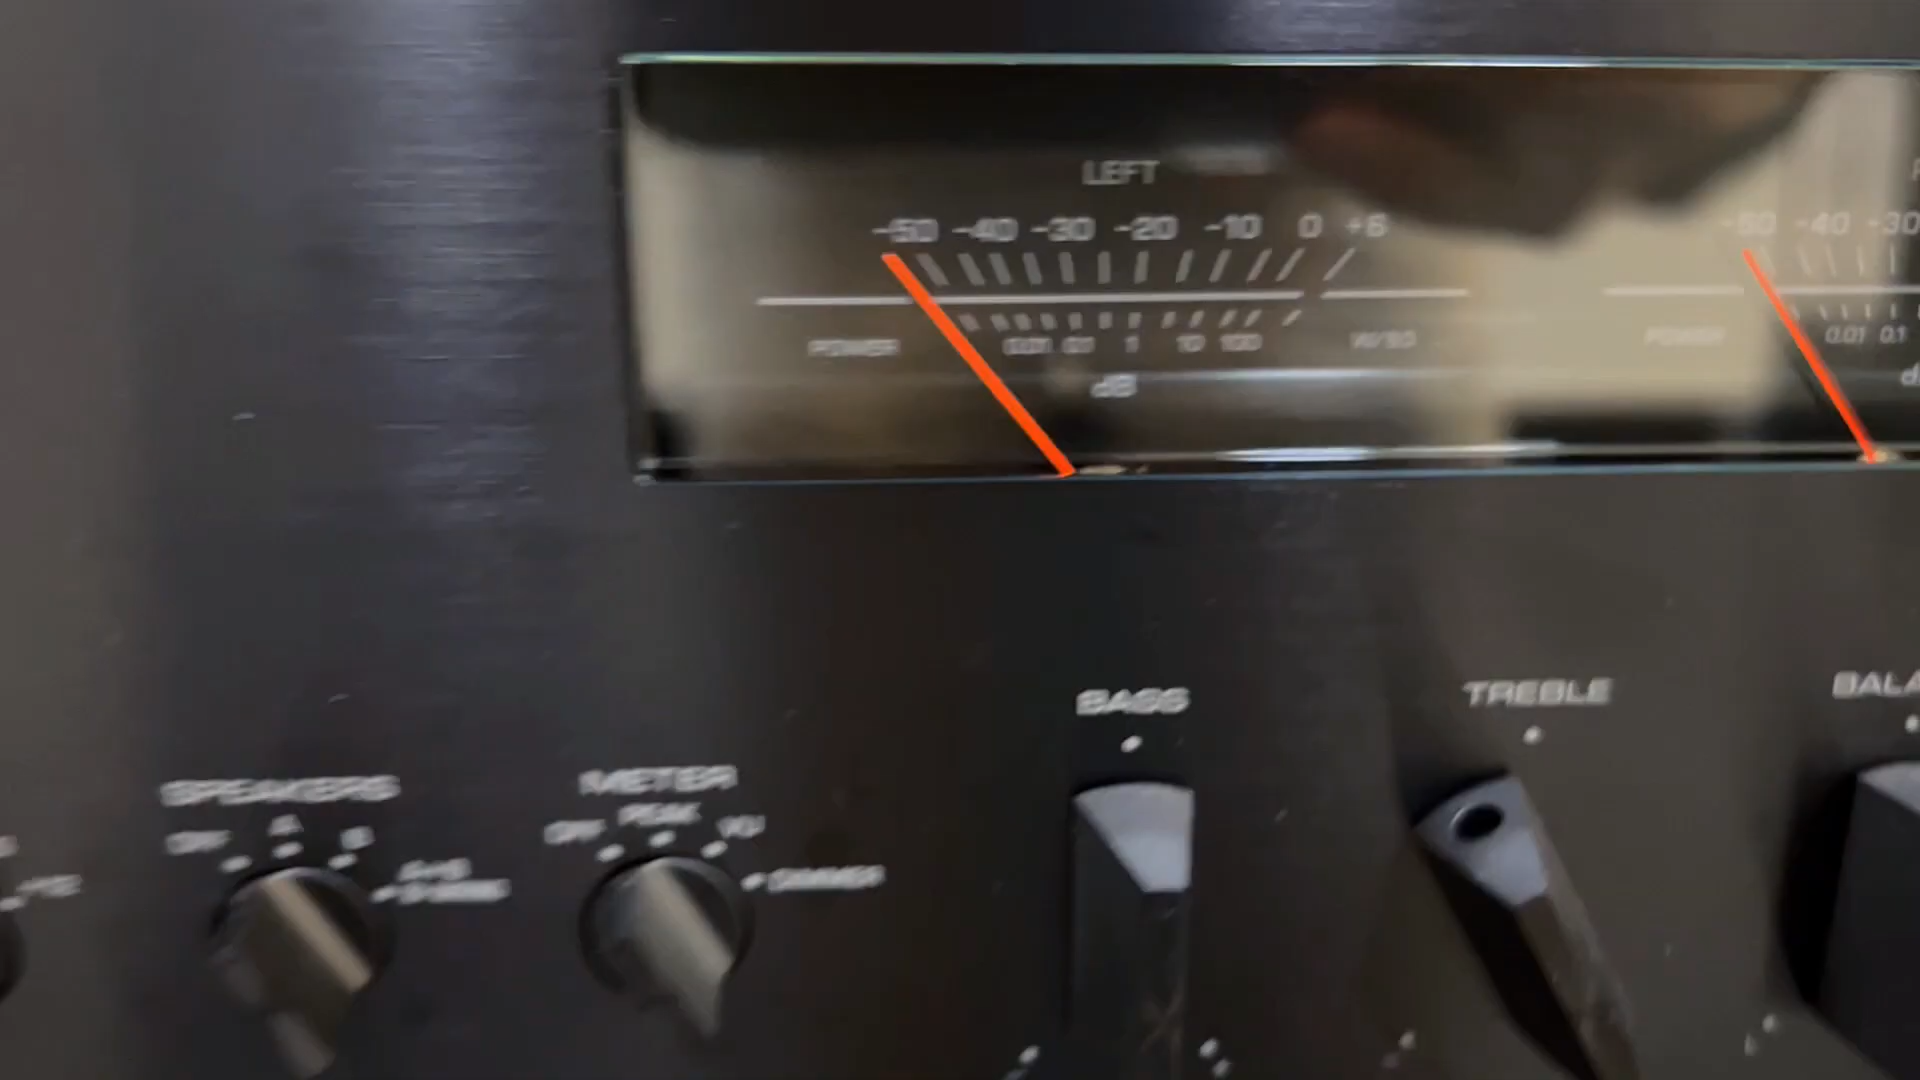 LEFT
-50 -40 -30 -20 -10 0 +6
-50 -40 -30
POWER 0.01 0.1 1 10 100 W/8Ω
POWER 0.01 0.1
dB
BASS
TREBLE
BALA
SPEAKERS
OFF A B
A+B
METER
OFF PEAK VU
DIMMER